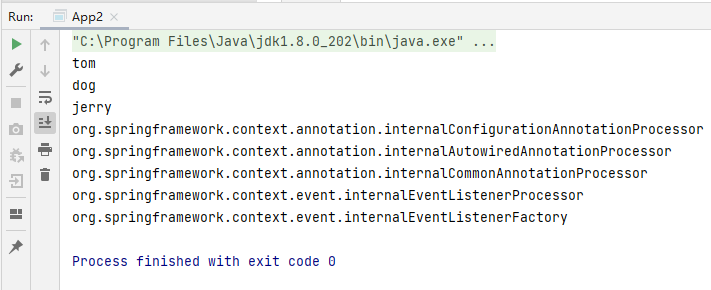 Run: App2
"C:\Program Files\Java\jdk1.8.0_202\bin\java.exe" ...
tom
dog
jerry
org.springframework.context.annotation.internalConfigurationAnnotationProcessor
org.springframework.context.annotation.internalAutowiredAnnotationProcessor
org.springframework.context.annotation.internalCommonAnnotationProcessor
org.springframework.context.event.internalEventListenerProcessor
org.springframework.context.event.internalEventListenerFactory
Process finished with exit code 0